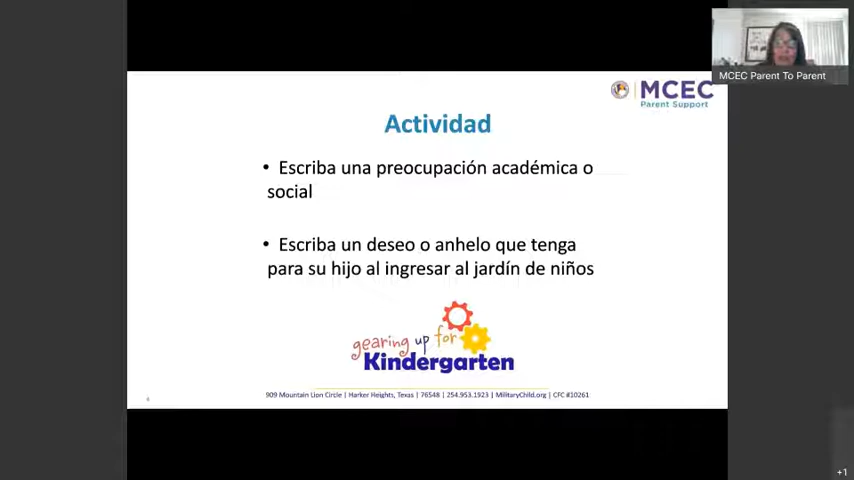 MCEC Parent To Parent
MCEC
Parent Support
Actividad
• Escriba una preocupación académica o
social
• Escriba un deseo o anhelo que tenga
para su hijo al ingresar al jardín de niños
gearing up for
Kindergarten
909 Mountain Lion Circle | Harker Heights, Texas | 76548 | 254.953.1923 | MilitaryChild.org | CFC #10261
+1